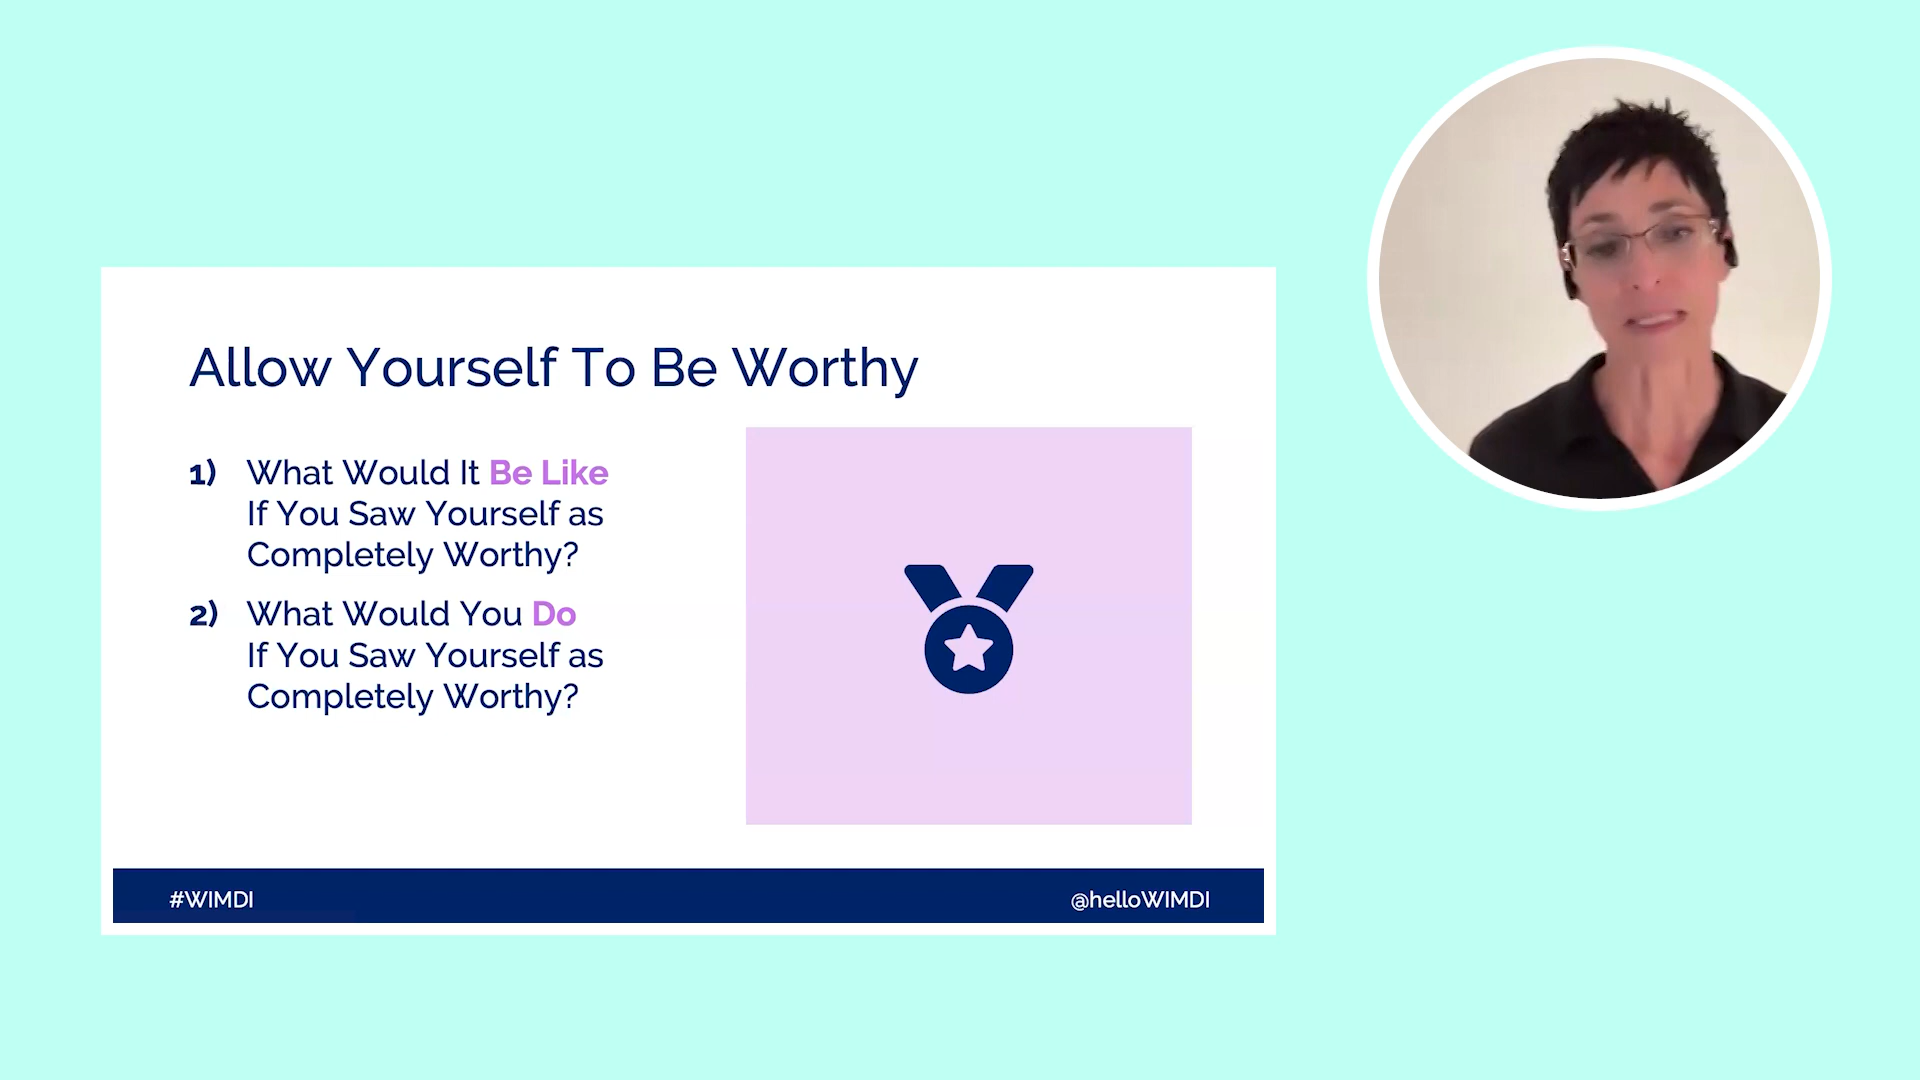 Allow Yourself To Be Worthy
1) What Would It Be Like
If You Saw Yourself as
Completely Worthy?
2) What Would You Do
If You Saw Yourself as
Completely Worthy?
#WIMDI
@helloWIMDI